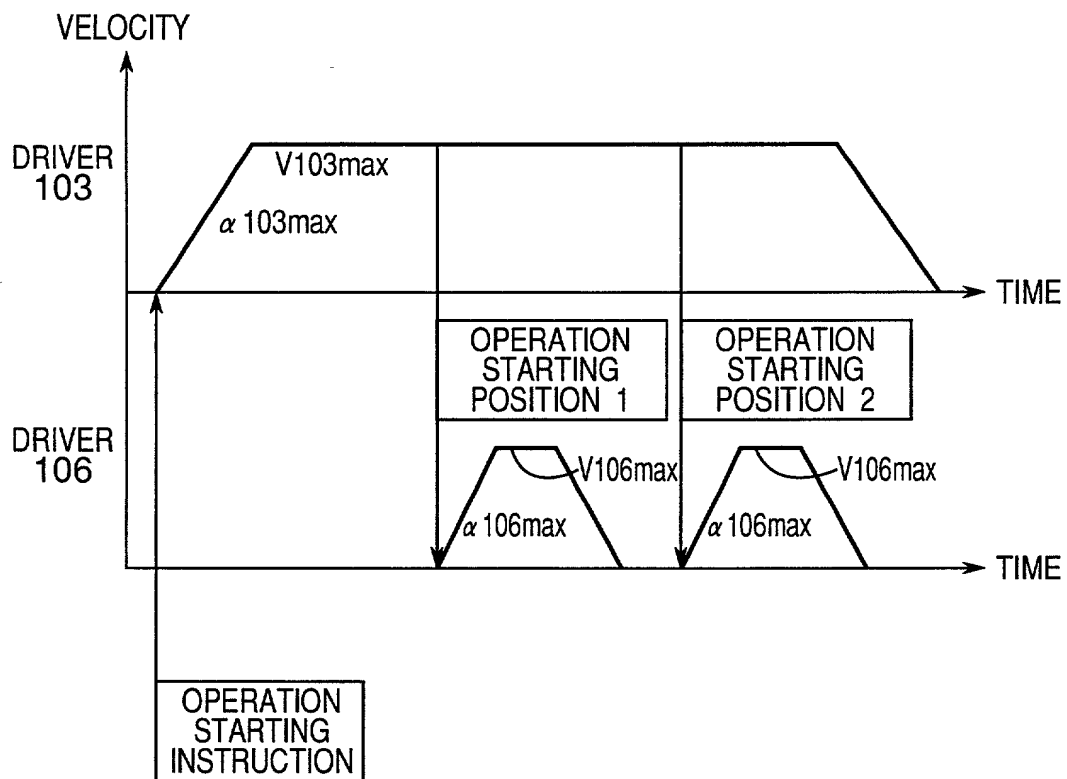 VELOCITY
DRIVER
103
V103max
α 103max
TIME
OPERATION
STARTING
POSITION 1
OPERATION
STARTING
POSITION 2
DRIVER
106
V106max
α 106max
V106max
α 106max
TIME
OPERATION
STARTING
INSTRUCTION